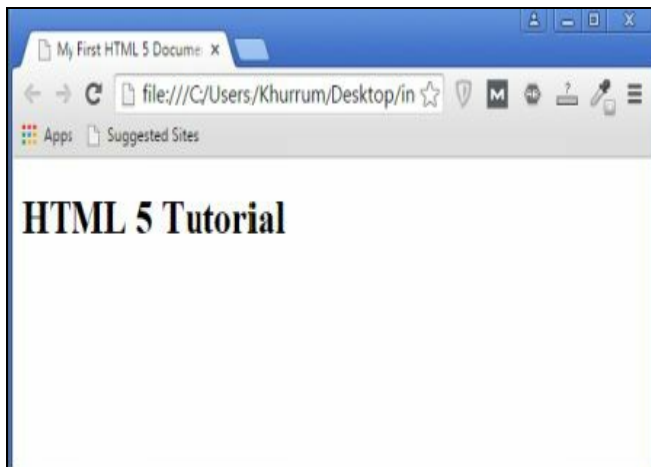 My First HTML 5 Docume
file:///C:/Users/Khurrum/Desktop/in
M
Apps
Suggested Sites
HTML 5 Tutorial